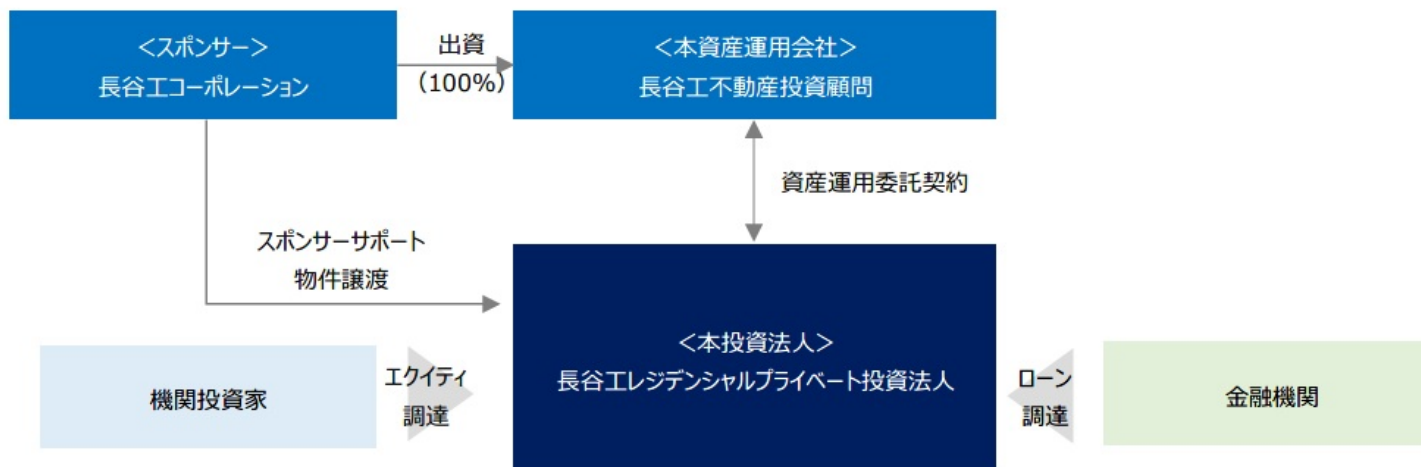 ＜スポンサー＞
長谷工コーポレーション
出資
（100%）
＜本資産運用会社＞
長谷工不動産投資顧問
資産運用委託契約
スポンサーサポート
物件譲渡
＜本投資法人＞
長谷工レジデンシャルプライベート投資法人
機関投資家
エクイティ
調達
ローン
調達
金融機関